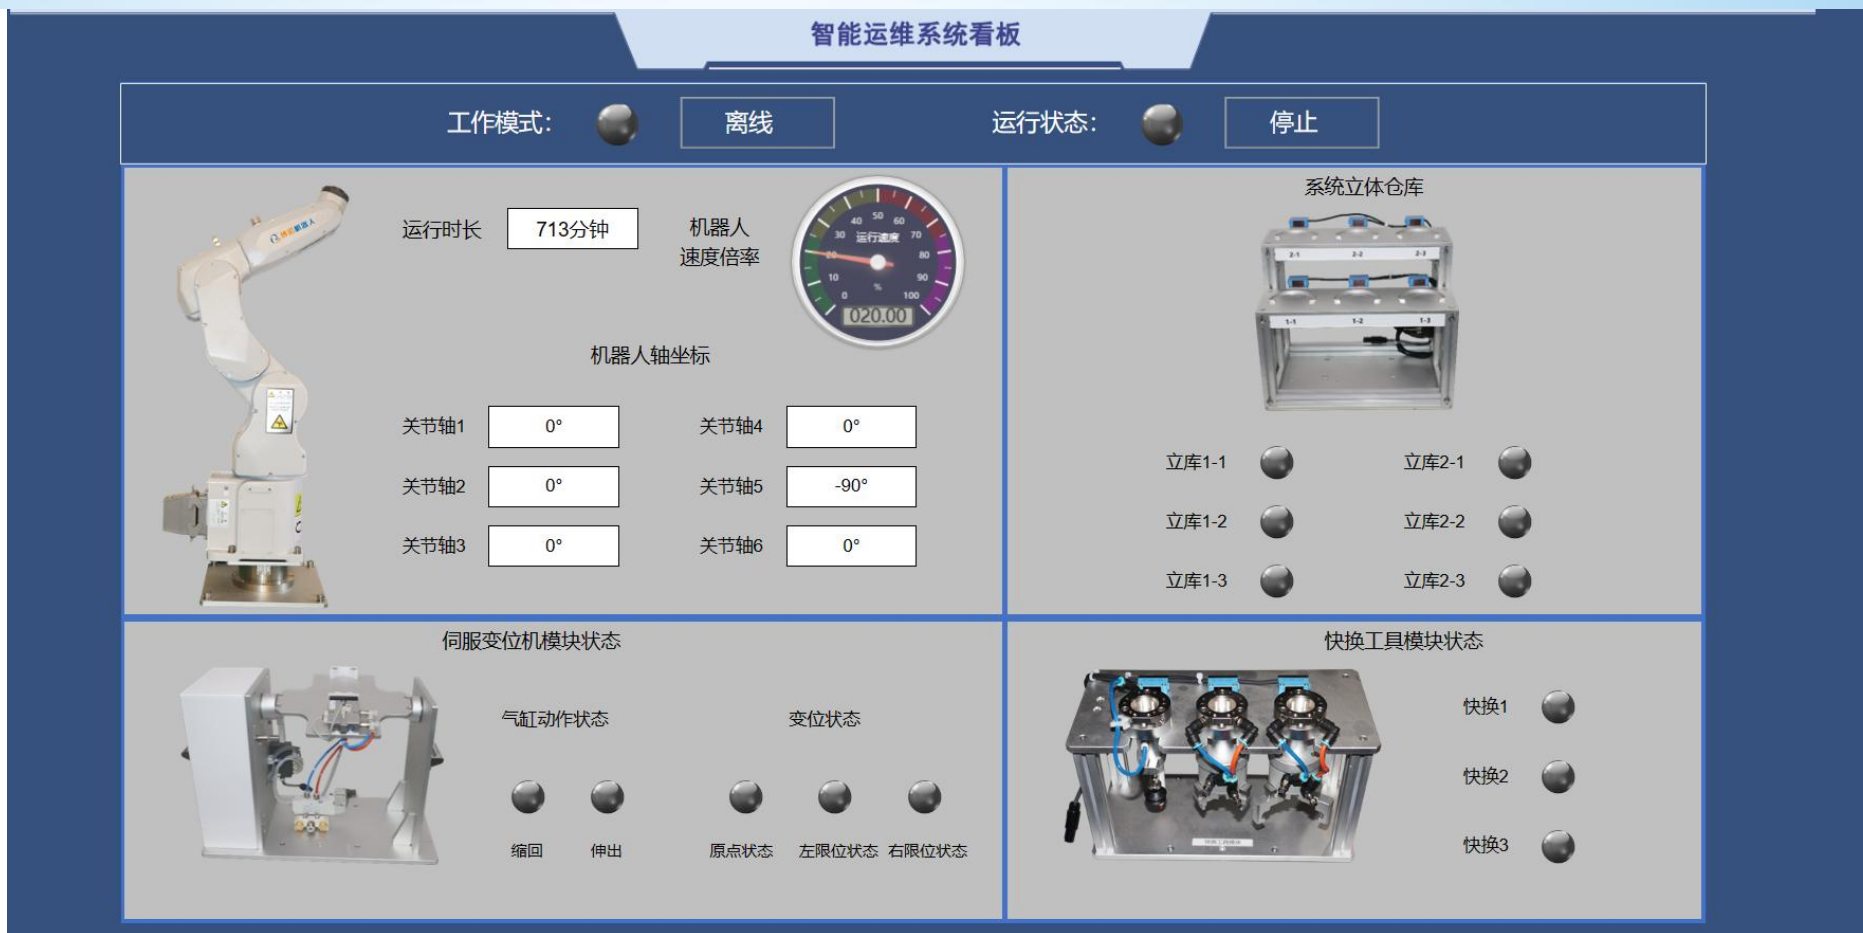 智能运维系统看板
工作模式： 离线 运行状态： 停止
运行时长 713分钟 机器人
速度倍率
50
40 60
30 运行速度 70
20 80
10 90
%
0 100
020.00
机器人轴坐标
关节轴1 0° 关节轴4 0°
关节轴2 0° 关节轴5 -90°
关节轴3 0° 关节轴6 0°
系统立体仓库
2-1 2-2 2-3
1-1 1-2 1-3
立库1-1 立库2-1
立库1-2 立库2-2
立库1-3 立库2-3
伺服变位机模块状态
气缸动作状态 变位状态
缩回 伸出 原点状态 左限位状态 右限位状态
快换工具模块状态
快换1
快换2
快换3
快换工具模块